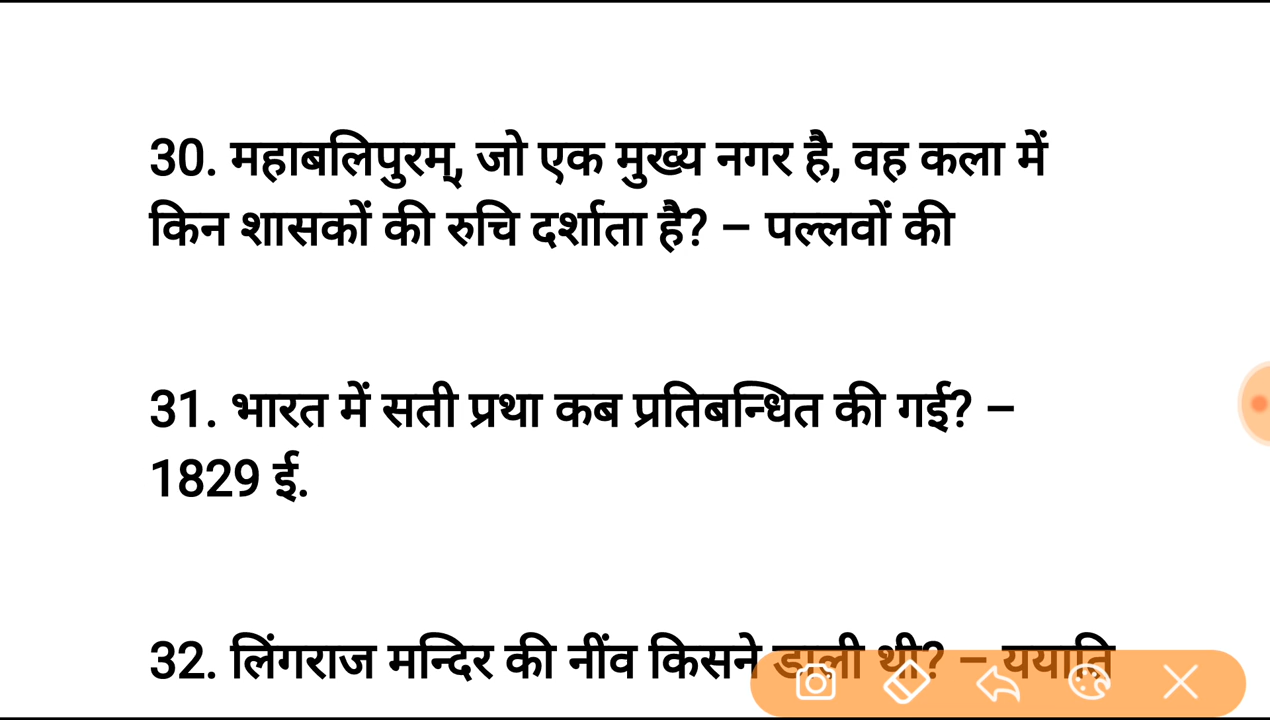 30. महाबलिपुरम्, जो एक मुख्य नगर है, वह कला में
किन शासकों की रुचि दर्शाता है? – पल्लवों की
31. भारत में सती प्रथा कब प्रतिबन्धित की गई? –
1829 ई.
32. लिंगराज मन्दिर की नींव किसने डाली थी? – ययाति